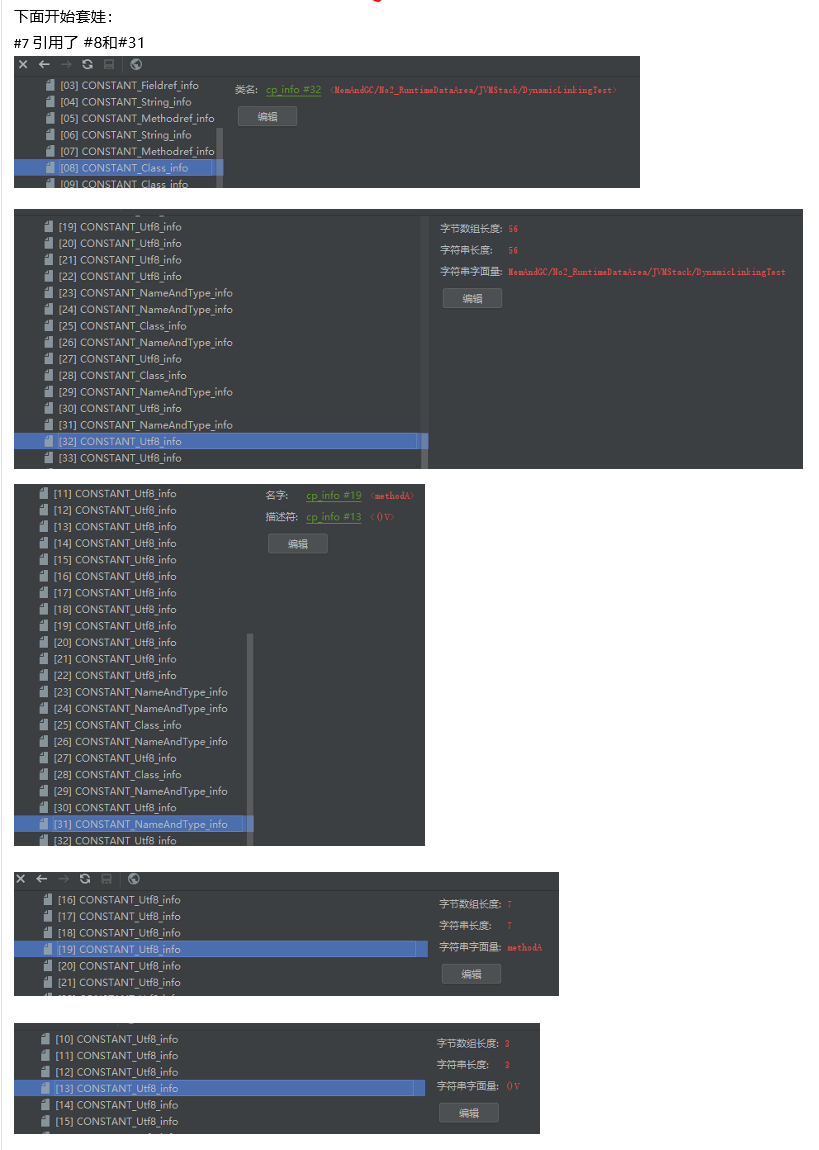 下面开始套娃：
#7 引用了 #8和#31
[03] CONSTANT_Fieldref_info
[04] CONSTANT_String_info
[05] CONSTANT_Methodref_info
[06] CONSTANT_String_info
[07] CONSTANT_Methodref_info
[08] CONSTANT_Class_info
[09] CONSTANT_Class_info
类名: cp_info #32 <MemAndGC/No2_RuntimeDataArea/JVMStack/DynamicLinkingTest>
编辑
[19] CONSTANT_Utf8_info
[20] CONSTANT_Utf8_info
[21] CONSTANT_Utf8_info
[22] CONSTANT_Utf8_info
[23] CONSTANT_NameAndType_info
[24] CONSTANT_NameAndType_info
[25] CONSTANT_Class_info
[26] CONSTANT_NameAndType_info
[27] CONSTANT_Utf8_info
[28] CONSTANT_Class_info
[29] CONSTANT_NameAndType_info
[30] CONSTANT_Utf8_info
[31] CONSTANT_NameAndType_info
[32] CONSTANT_Utf8_info
[33] CONSTANT_Utf8_info
字节数组长度: 56
字符串长度: 56
字符串字面量: MemAndGC/No2_RuntimeDataArea/JVMStack/DynamicLinkingTest
编辑
[11] CONSTANT_Utf8_info
[12] CONSTANT_Utf8_info
[13] CONSTANT_Utf8_info
[14] CONSTANT_Utf8_info
[15] CONSTANT_Utf8_info
[16] CONSTANT_Utf8_info
[17] CONSTANT_Utf8_info
[18] CONSTANT_Utf8_info
[19] CONSTANT_Utf8_info
[20] CONSTANT_Utf8_info
[21] CONSTANT_Utf8_info
[22] CONSTANT_Utf8_info
[23] CONSTANT_NameAndType_info
[24] CONSTANT_NameAndType_info
[25] CONSTANT_Class_info
[26] CONSTANT_NameAndType_info
[27] CONSTANT_Utf8_info
[28] CONSTANT_Class_info
[29] CONSTANT_NameAndType_info
[30] CONSTANT_Utf8_info
[31] CONSTANT_NameAndType_info
[32] CONSTANT_Utf8_info
名字: cp_info #19 <methodA>
描述符: cp_info #13 <()V>
编辑
[16] CONSTANT_Utf8_info
[17] CONSTANT_Utf8_info
[18] CONSTANT_Utf8_info
[19] CONSTANT_Utf8_info
[20] CONSTANT_Utf8_info
[21] CONSTANT_Utf8_info
字节数组长度: 7
字符串长度: 7
字符串字面量: methodA
编辑
[10] CONSTANT_Utf8_info
[11] CONSTANT_Utf8_info
[12] CONSTANT_Utf8_info
[13] CONSTANT_Utf8_info
[14] CONSTANT_Utf8_info
[15] CONSTANT_Utf8_info
字节数组长度: 3
字符串长度: 3
字符串字面量: ()V
编辑